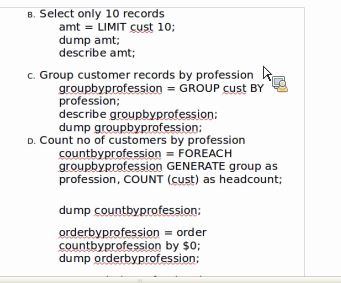 B. Select only 10 records
amt = LIMIT cust 10;
dump amt;
describe amt;
C. Group customer records by profession
groupbyprofession = GROUP cust BY
profession;
describe groupbyprofession;
dump groupbyprofession;
D. Count no of customers by profession
countbyprofession = FOREACH
groupbyprofession GENERATE group as
profession, COUNT (cust) as headcount;
dump countbyprofession;
orderbyprofession = order
countbyprofession by $0;
dump orderbyprofession;